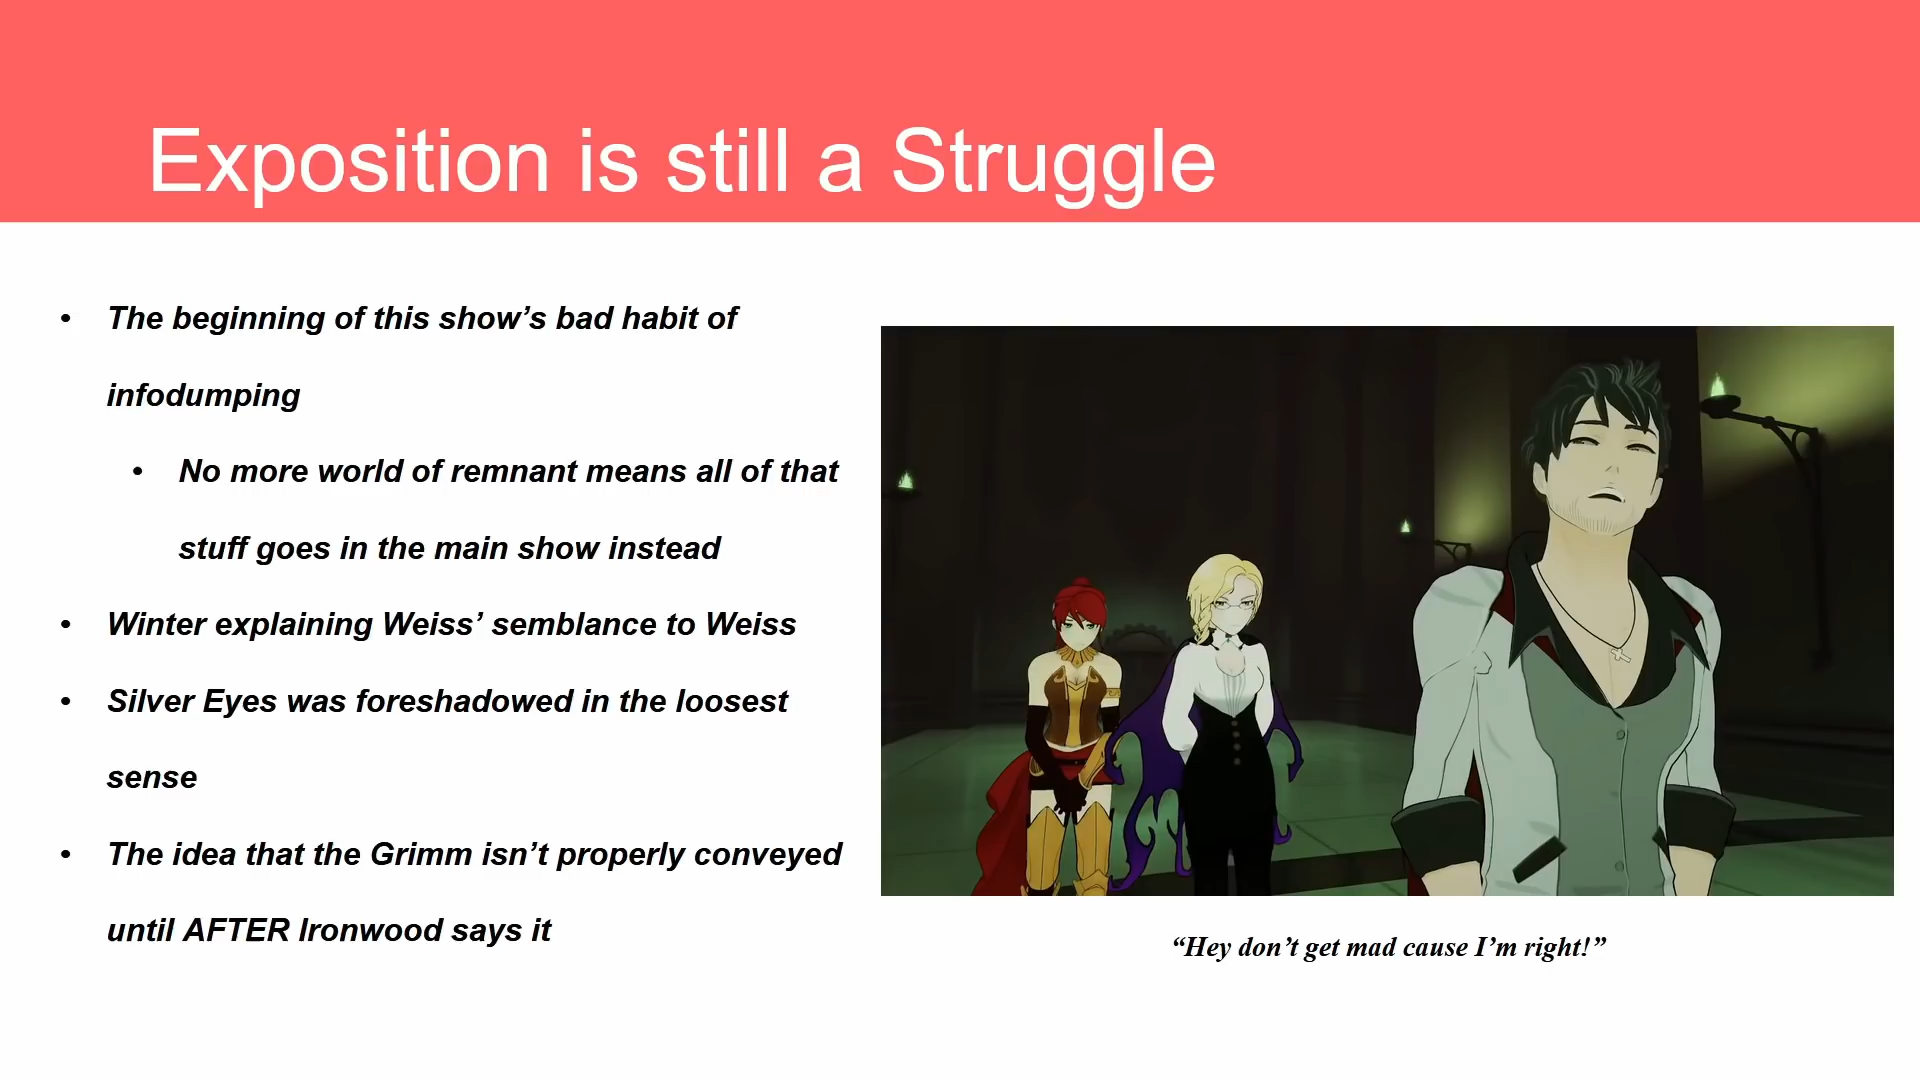 Exposition is still a Struggle
• The beginning of this show’s bad habit of
infodumping
• No more world of remnant means all of that
stuff goes in the main show instead
• Winter explaining Weiss’ semblance to Weiss
• Silver Eyes was foreshadowed in the loosest
sense
• The idea that the Grimm isn’t properly conveyed
until AFTER Ironwood says it
“Hey don’t get mad cause I’m right!”